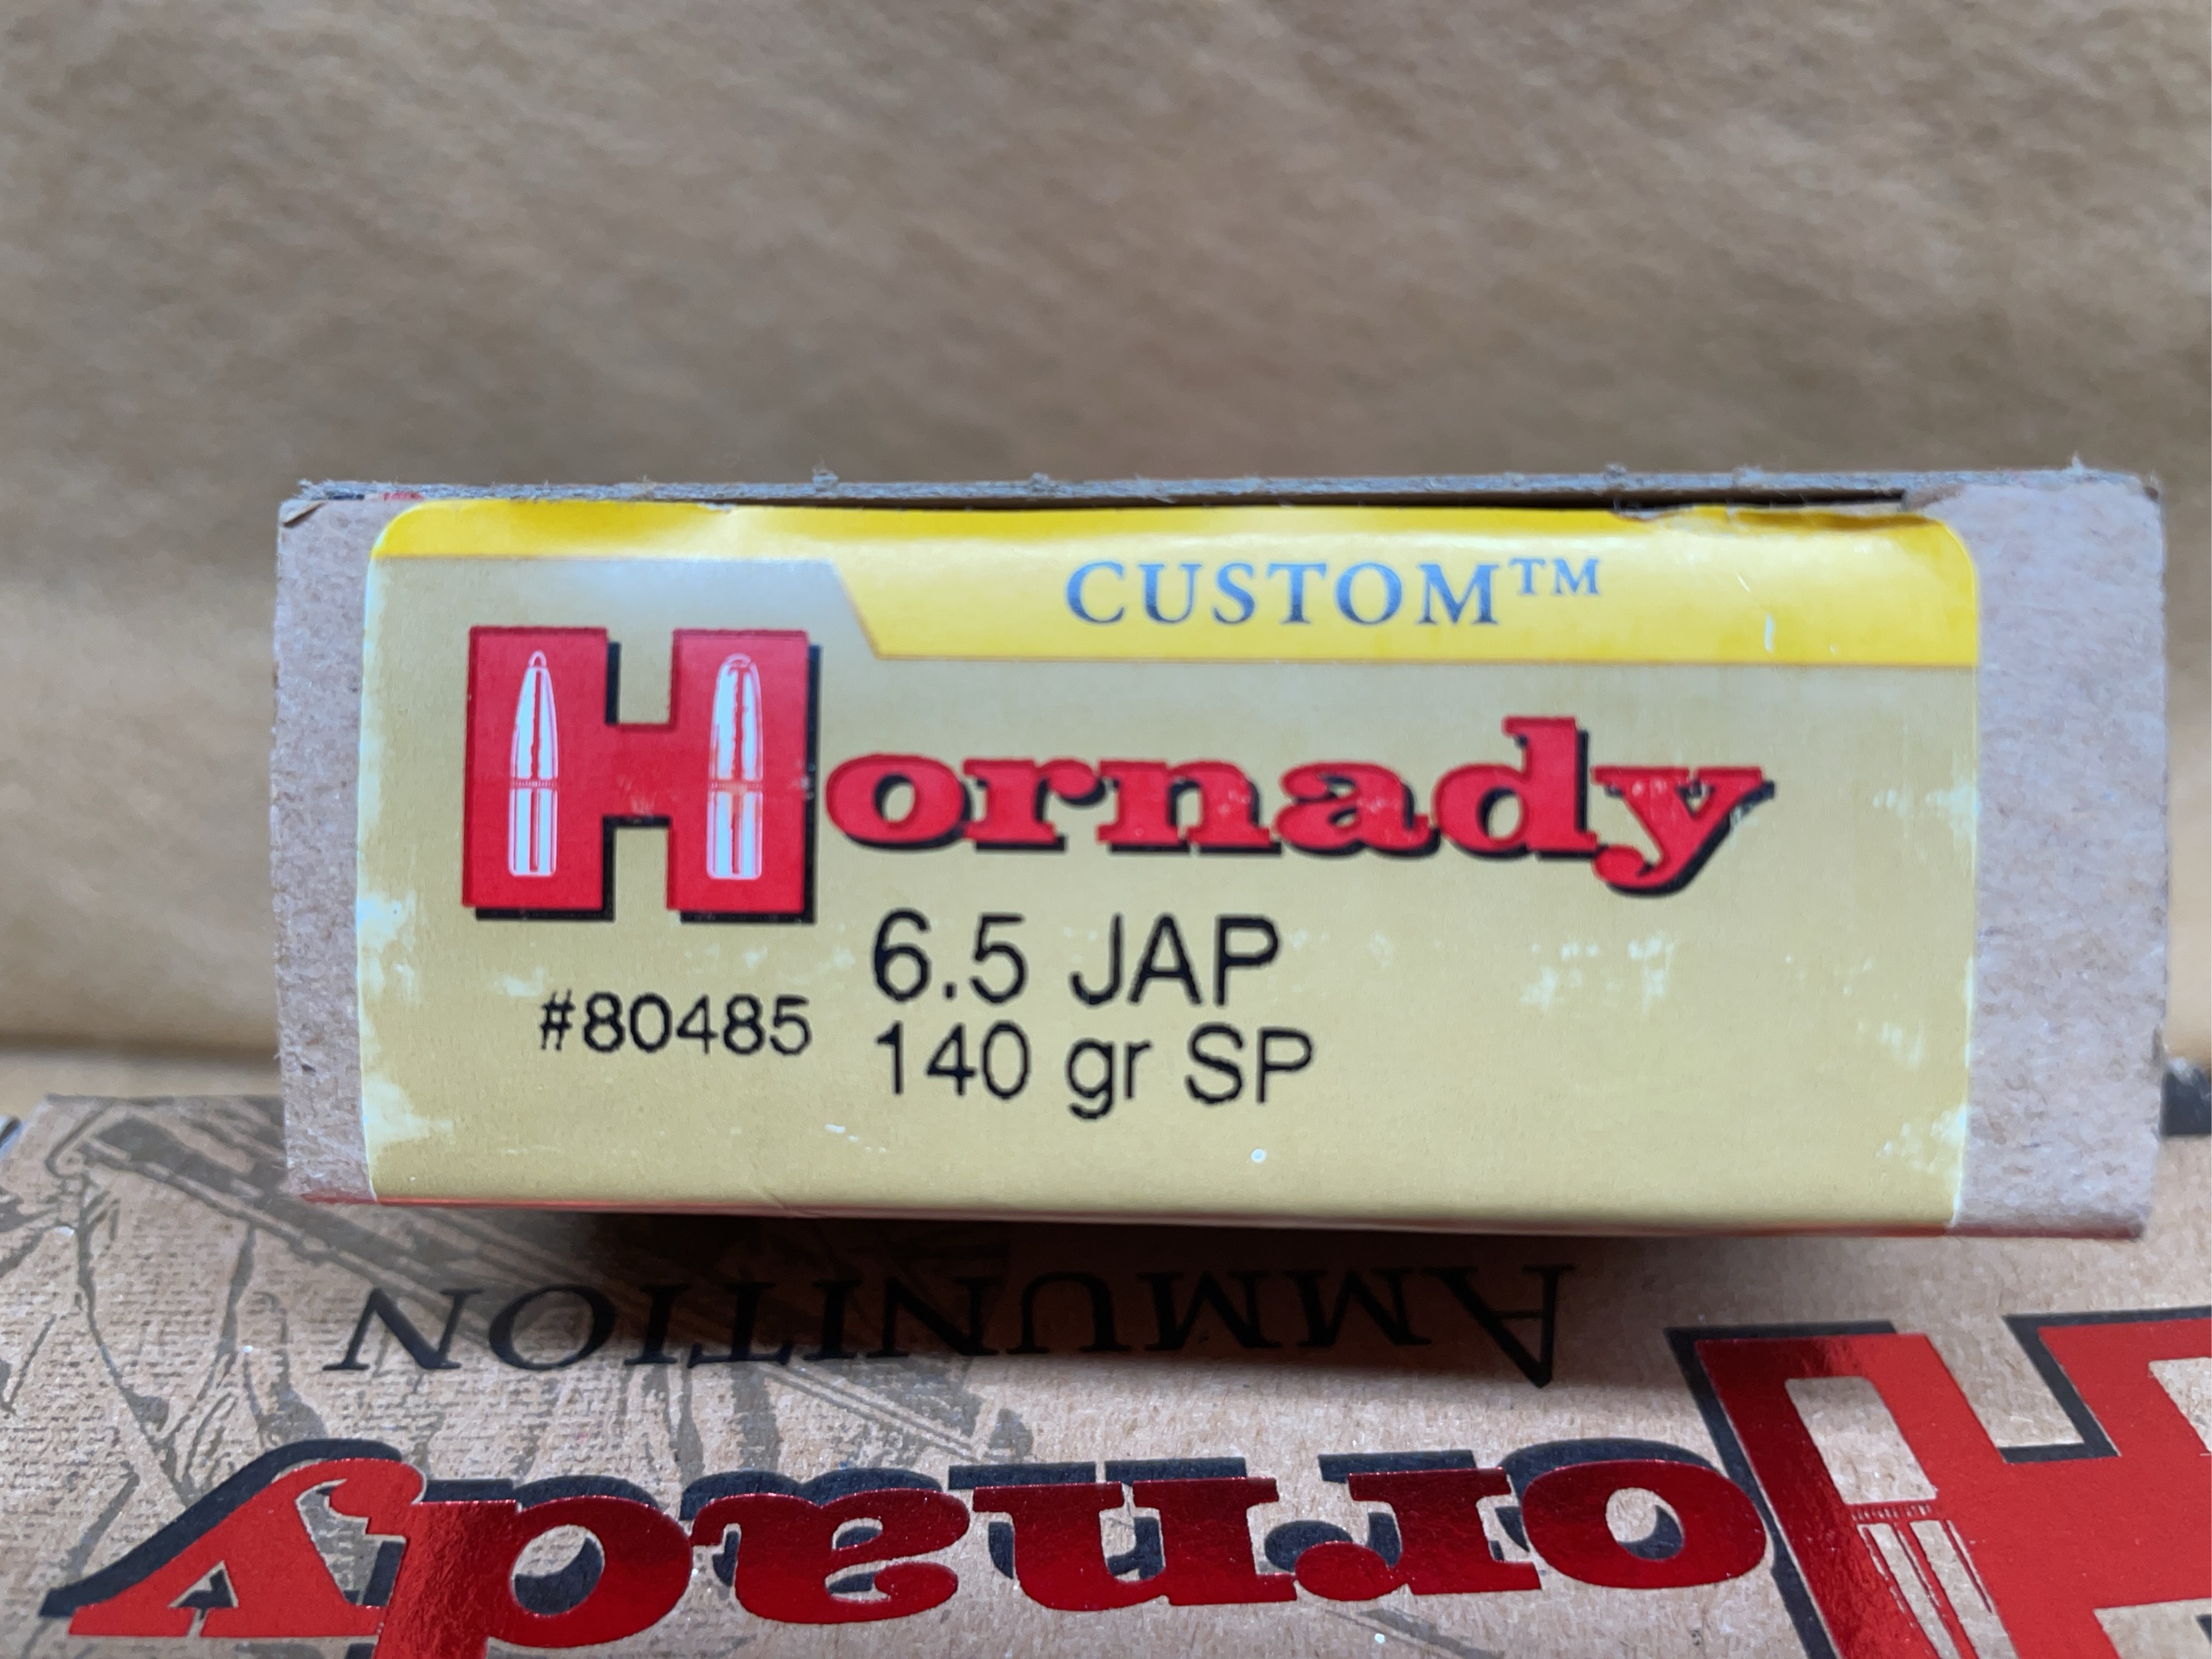 CUSTOM™
Hornady
6.5 JAP
#80485
140 gr SP
AMMUNITION
Hornady